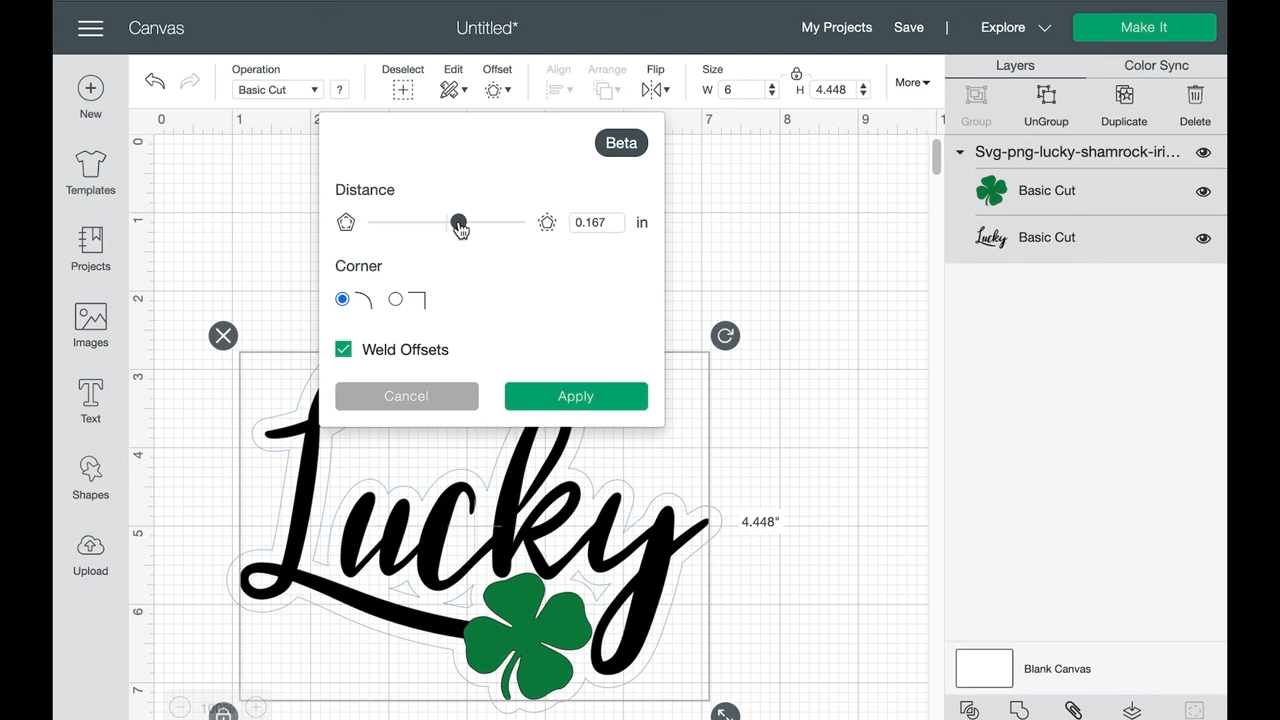 Canvas
Untitled*
My Projects
Save
|
Explore
Make It
Operation
Basic Cut
?
Deselect
Edit
Offset
Align
Arrange
Flip
Size
W 6
H 4.448
More
Layers
Color Sync
New
Templates
Projects
Images
Text
Shapes
Upload
0 1 2 7 8 9 1
0
1
2
3
4
5
6
7
Beta
Distance
0.167 in
Corner
Weld Offsets
Cancel
Apply
Lucky
4.448"
Group
UnGroup
Duplicate
Delete
Svg-png-lucky-shamrock-iri...
Basic Cut
Lucky
Basic Cut
Blank Canvas